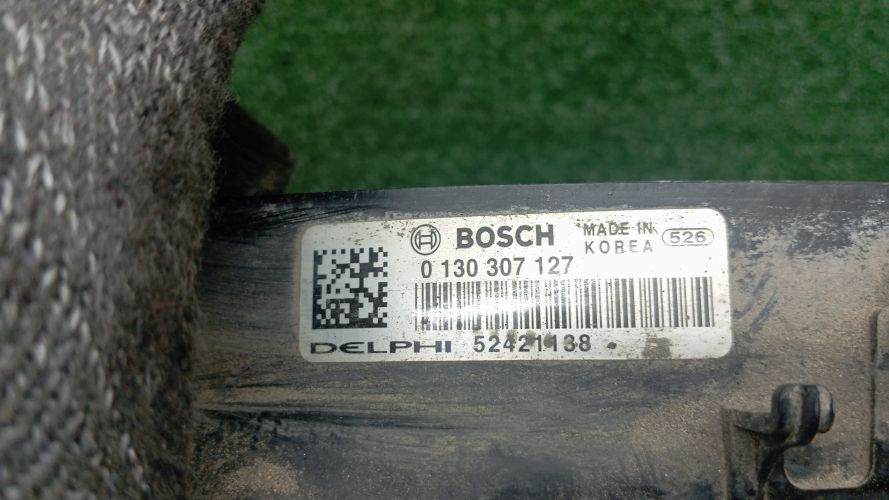 BOSCH MADE IN
KOREA 526
0 130 307 127
DELPHI 52421138